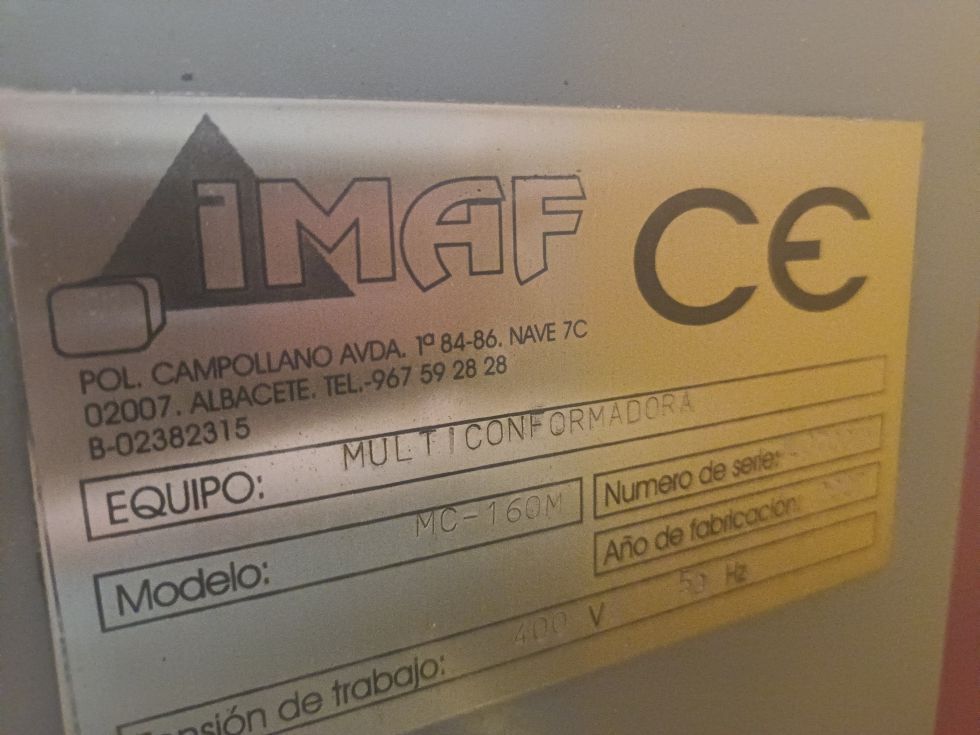 iMAF CE
POL. CAMPOLLANO AVDA. 1ª 84-86. NAVE 7C
02007. ALBACETE. TEL.-967 59 28 28
B-02382315
EQUIPO: MULTICONFORMADORA
Modelo: MC-160M
Numero de serie:
Año de fabricación:
de trabajo: 400 V 50 Hz